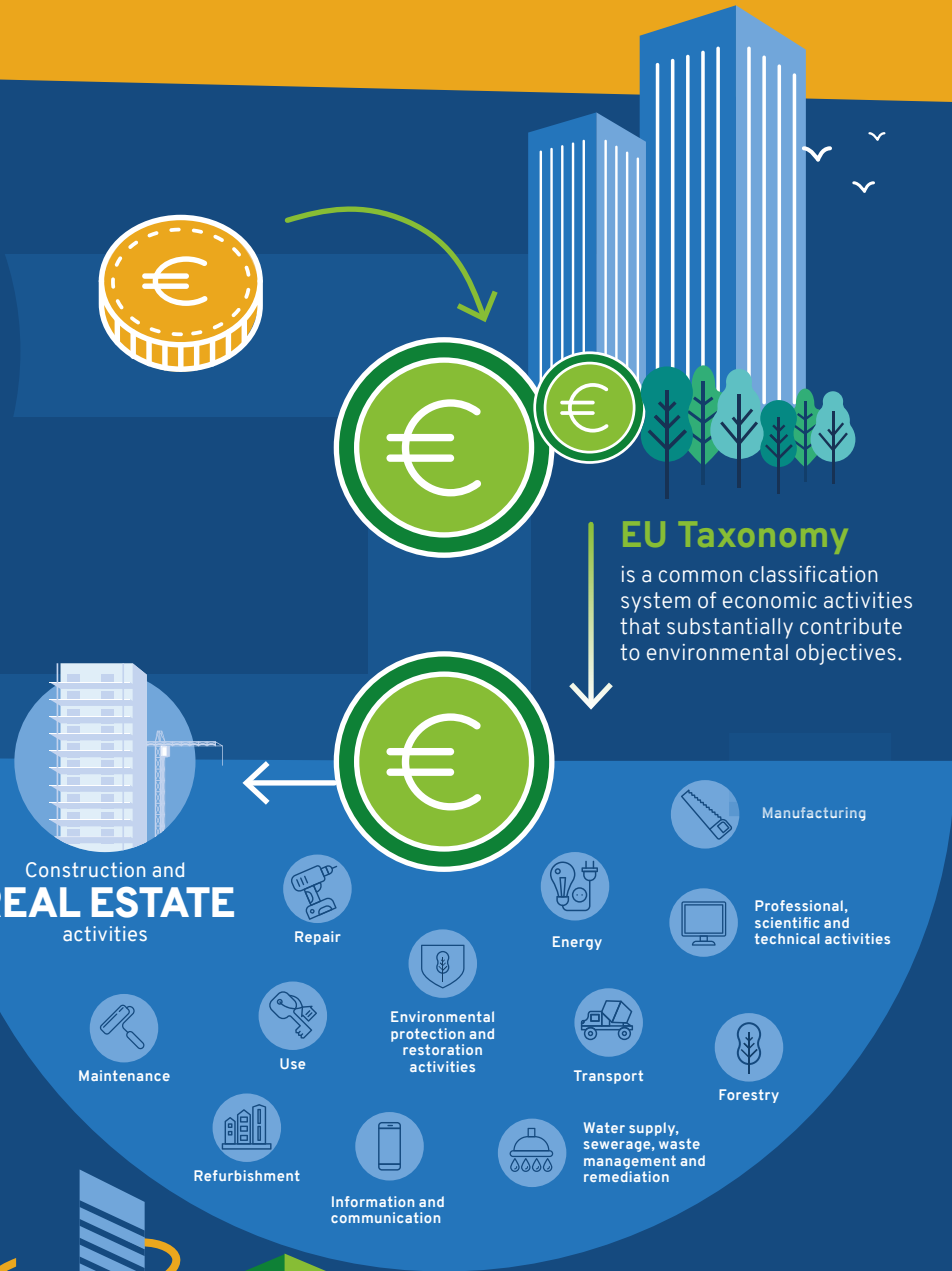 EU Taxonomy
is a common classification
system of economic activities
that substantially contribute
to environmental objectives.
Construction and
REAL ESTATE
activities
Manufacturing
Repair
Energy
Professional,
scientific and
technical activities
Environmental
protection and
restoration
activities
Maintenance
Use
Transport
Forestry
Refurbishment
Information and
communication
Water supply,
sewerage, waste
management and
remediation